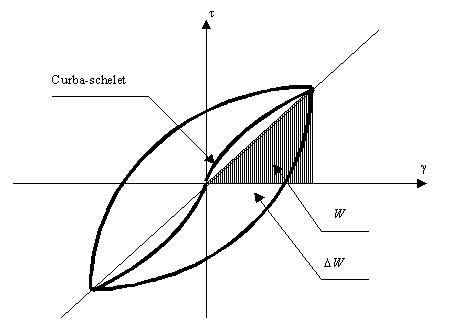 τ
Curba-schelet
γ
W
ΔW